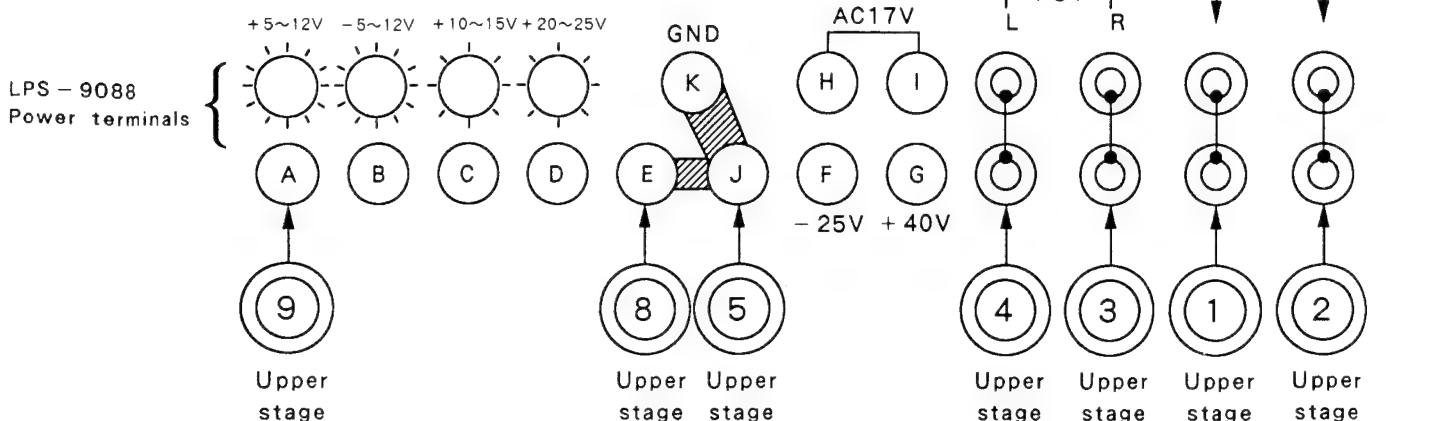 L R
+5~12V -5~12V +10~15V +20~25V
GND
AC17V
LPS-9088
Power terminals
K H I
A B C D E J F G
-25V +40V
9 8 5 4 3 1 2
Upper Upper Upper Upper Upper Upper Upper
stage stage stage stage stage stage stage